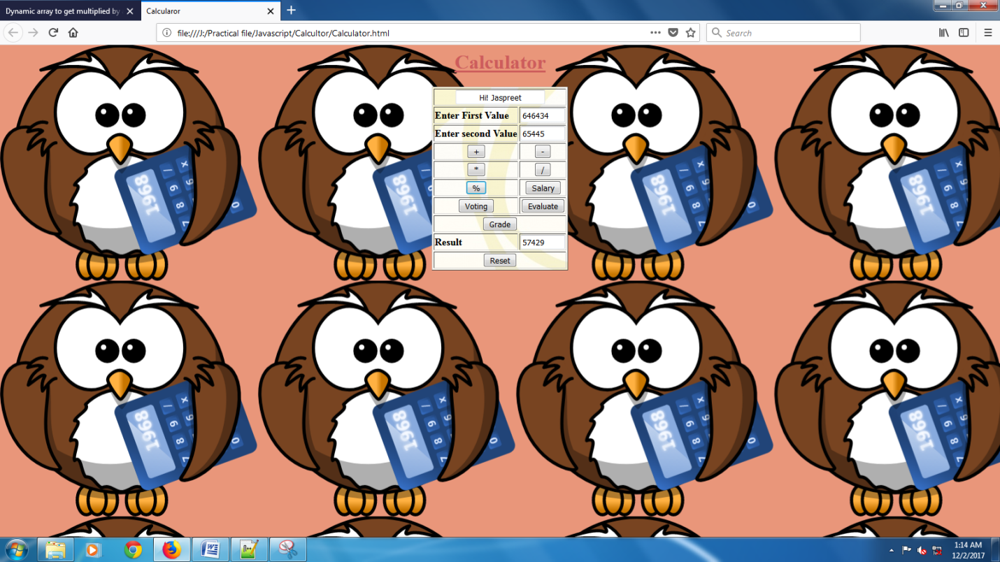 Dynamic array to get multiplied by
Calcularor
file:///J:/Practical file/Javascript/Calcultor/Calculator.html
Search
Calculator
Hi! Jaspreet
Enter First Value 646434
Enter second Value 65445
+ -
* /
% Salary
Voting Evaluate
Grade
Result 57429
Reset
1:14 AM
12/2/2017